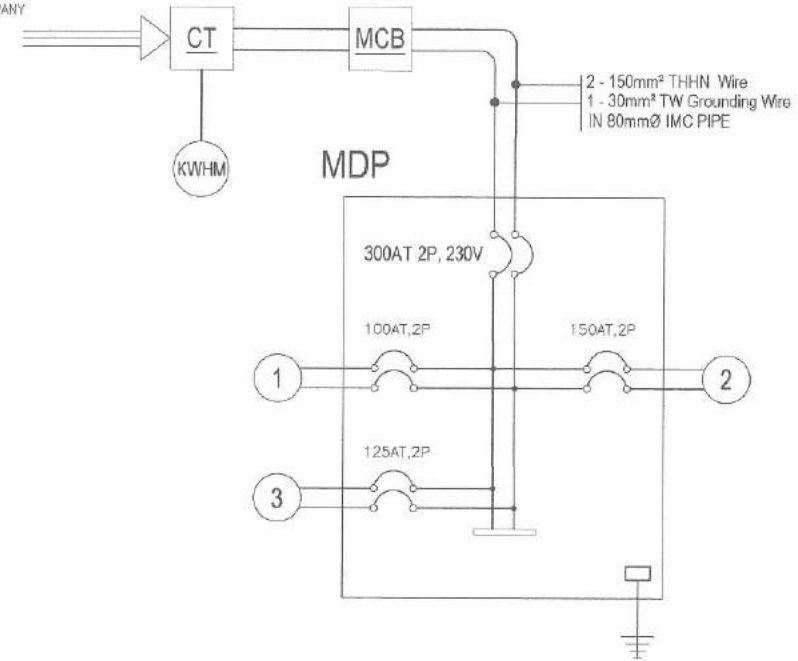 CT
MCB
2 - 150mm² THHN Wire
1 - 30mm² TW Grounding Wire
IN 80mmØ IMC PIPE
KWHM
MDP
300AT 2P, 230V
100AT,2P
150AT,2P
1
2
125AT,2P
3